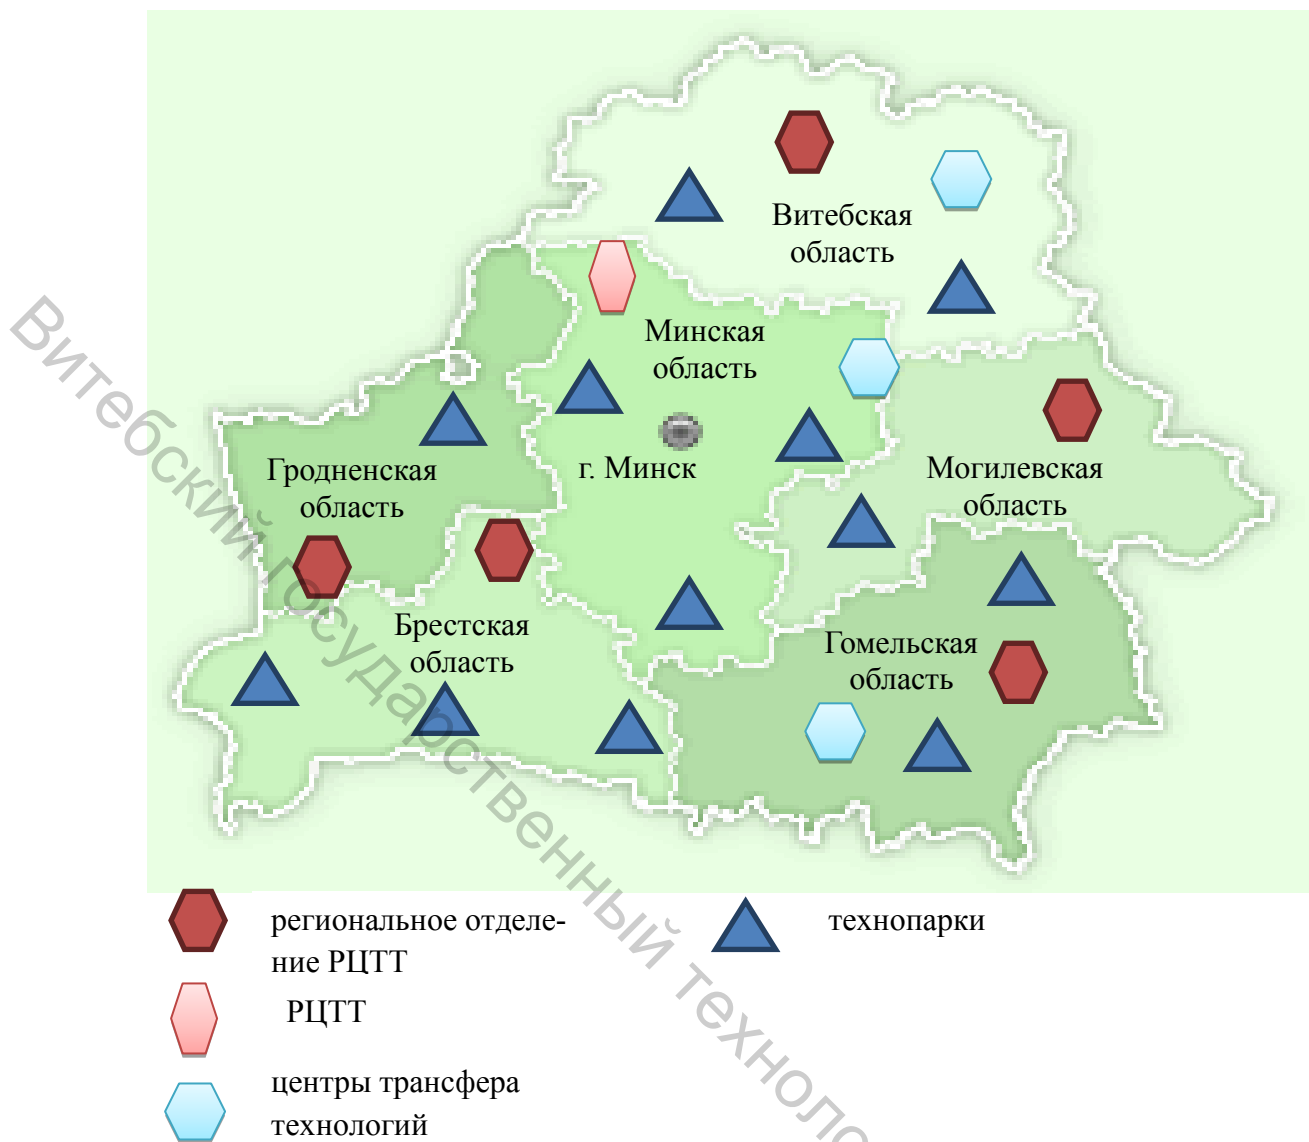 Витебская
область
Минская
область
г. Минск
Гродненская
область
Могилевская
область
Брестская
область
Гомельская
область
региональное отделе-
ние РЦТТ
технопарки
РЦТТ
центры трансфера
технологий
Витебский государственный